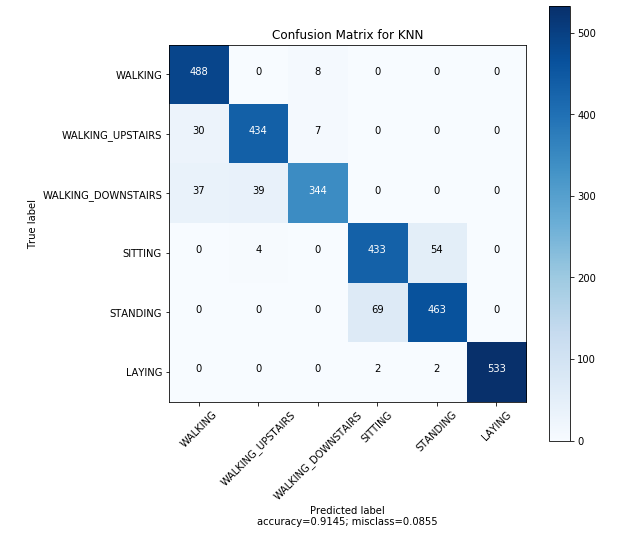 Confusion Matrix for KNN
WALKING 488 0 8 0 0 0
WALKING_UPSTAIRS 30 434 7 0 0 0
WALKING_DOWNSTAIRS 37 39 344 0 0 0
SITTING 0 4 0 433 54 0
STANDING 0 0 0 69 463 0
LAYING 0 0 0 2 2 533
True label
WALKING WALKING_UPSTAIRS WALKING_DOWNSTAIRS SITTING STANDING LAYING
Predicted label
accuracy=0.9145; misclass=0.0855
500
400
300
200
100
0